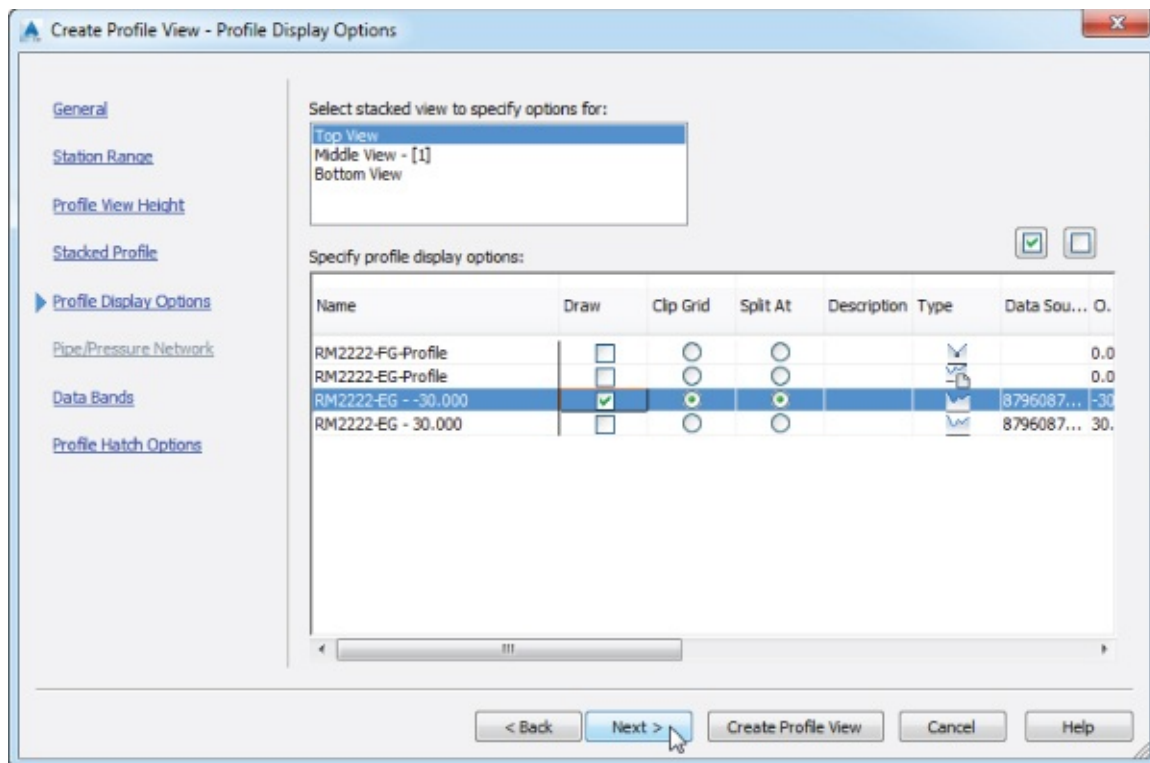 Create Profile View - Profile Display Options
General
Station Range
Profile View Height
Stacked Profile
Profile Display Options
Pipe/Pressure Network
Data Bands
Profile Hatch Options
Select stacked view to specify options for:
Top View
Middle View - [1]
Bottom View
Specify profile display options:
Name Draw Clip Grid Split At Description Type Data Sou... O.
RM2222-FG-Profile 0.0
RM2222-EG-Profile 0.0
RM2222-EG - -30.000 8796087... -30
RM2222-EG - 30.000 8796087... 30.
< Back Next > Create Profile View Cancel Help